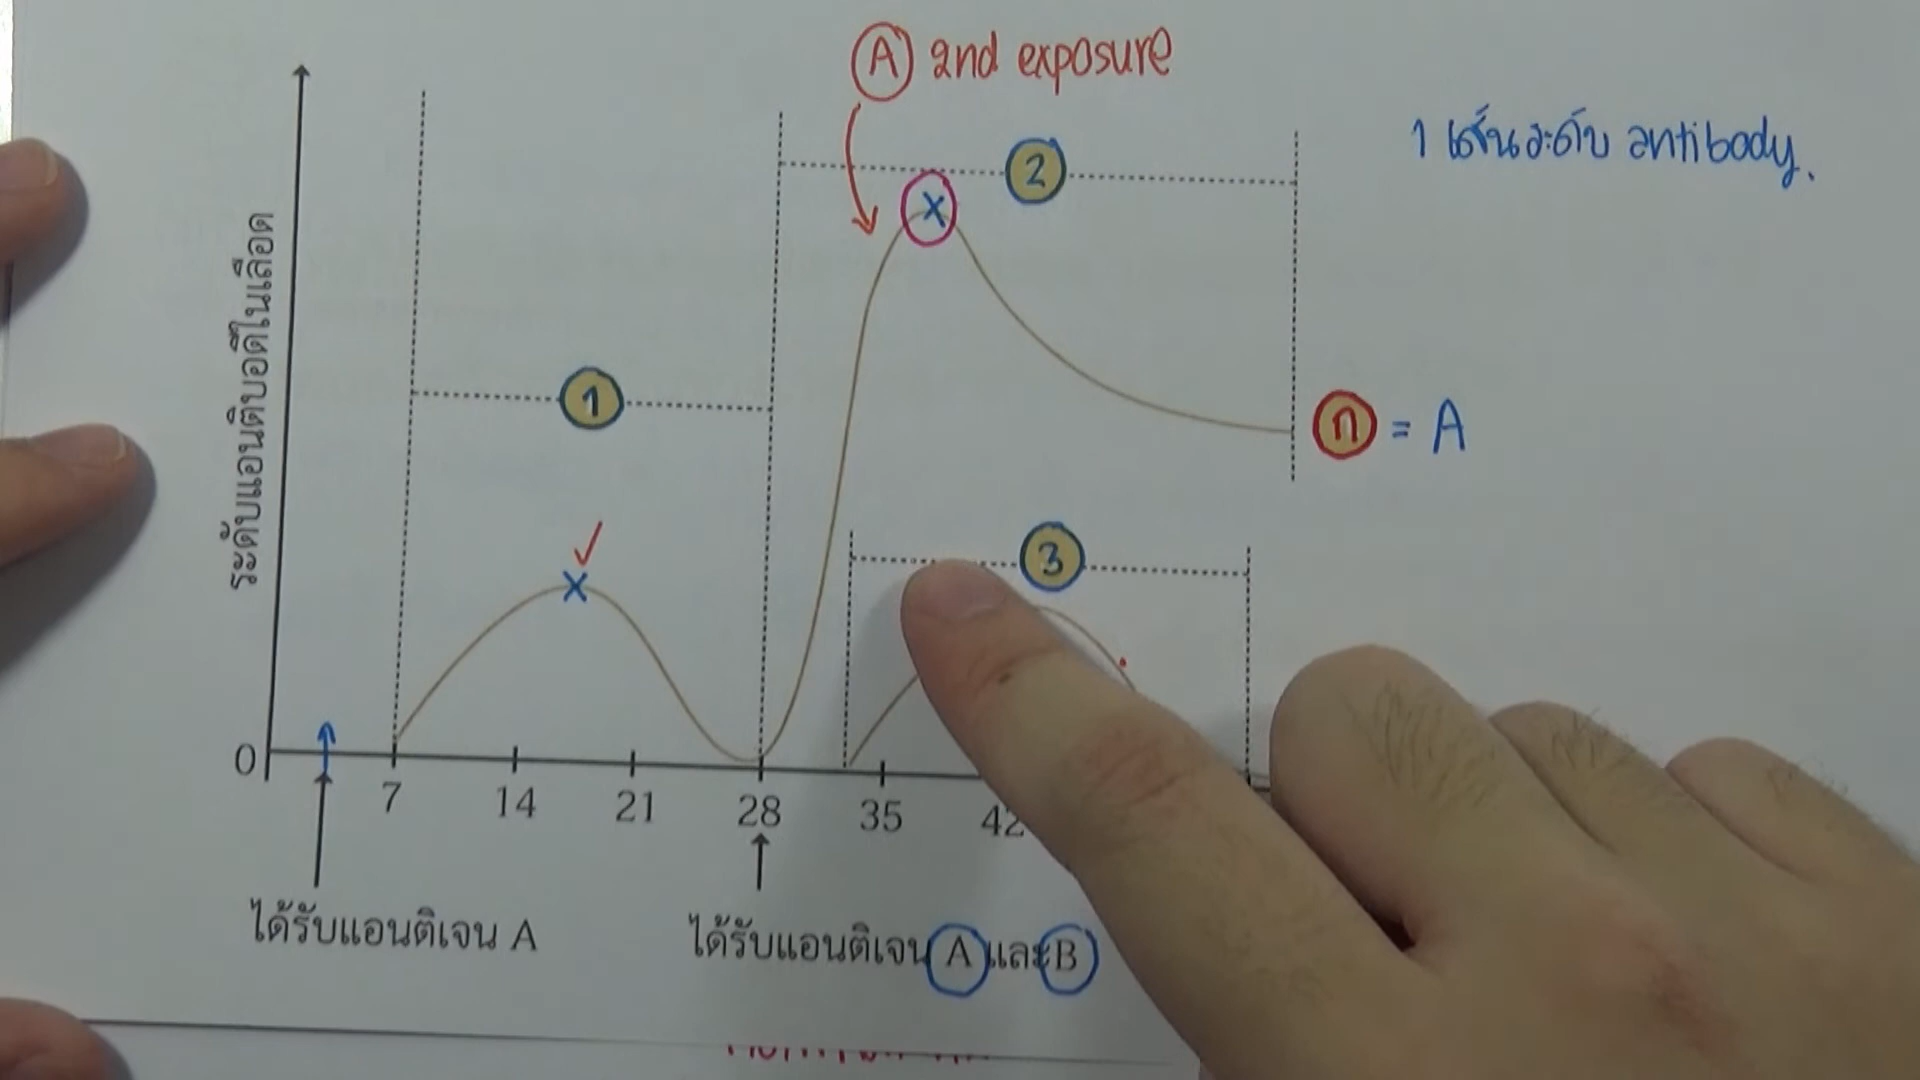 Ⓐ 2nd exposure
1 เส้นระดับ antibody.
2
ระดับแอนติบอดีในเลือด
1
ก = A
3
0
7 14 21 28 35 42
ได้รับแอนติเจน A
ได้รับแอนติเจน A และ B